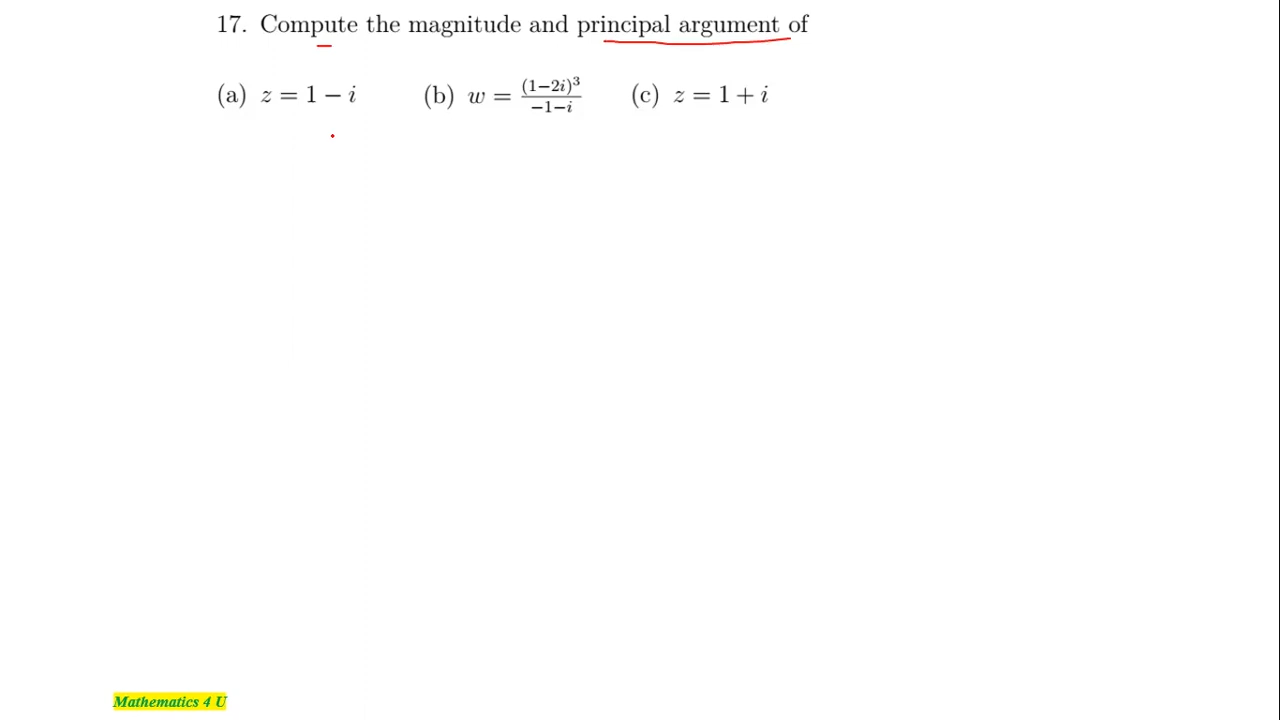 17. Compute the magnitude and principal argument of
(a) z = 1 − i (b) w = (1−2i)³/−1−i (c) z = 1 + i
Mathematics 4 U